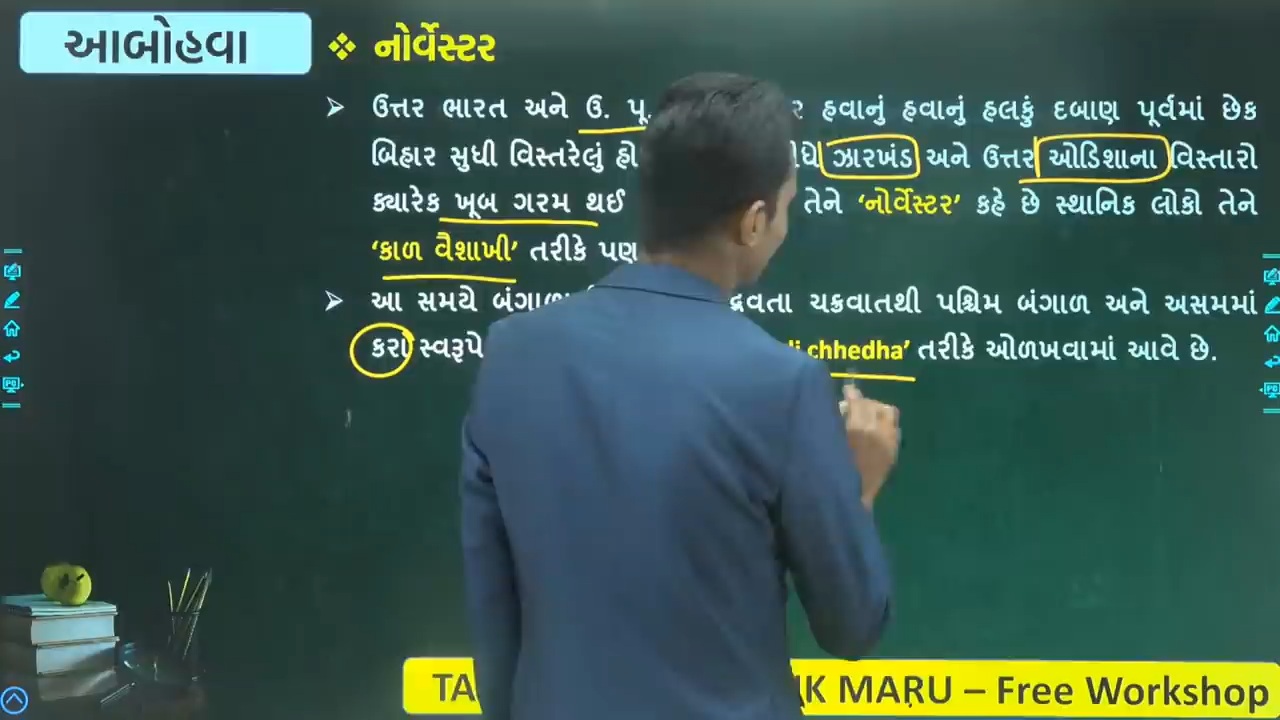 આબોહવા
❖ નોર્વેસ્ટર
➤ ઉત્તર ભારત અને ઉ. પૂ. હવાનું હવાનું હલકું દબાણ પૂર્વમાં છેક
બિહાર સુધી વિસ્તરેલું ઝારખંડ અને ઉત્તર ઓડિશાના વિસ્તારો
ક્યારેક ખૂબ ગરમ થઈ તેને ‘નોર્વેસ્ટર’ કહે છે સ્થાનિક લોકો તેને
‘કાળ વૈશાખી’ તરીકે પણ
➤ આ સમયે ચક્રવાતથી પશ્ચિમ બંગાળ અને અસમમાં
કરા સ્વરૂપે chhedha’ તરીકે ઓળખવામાં આવે છે.
MARU – Free Workshop